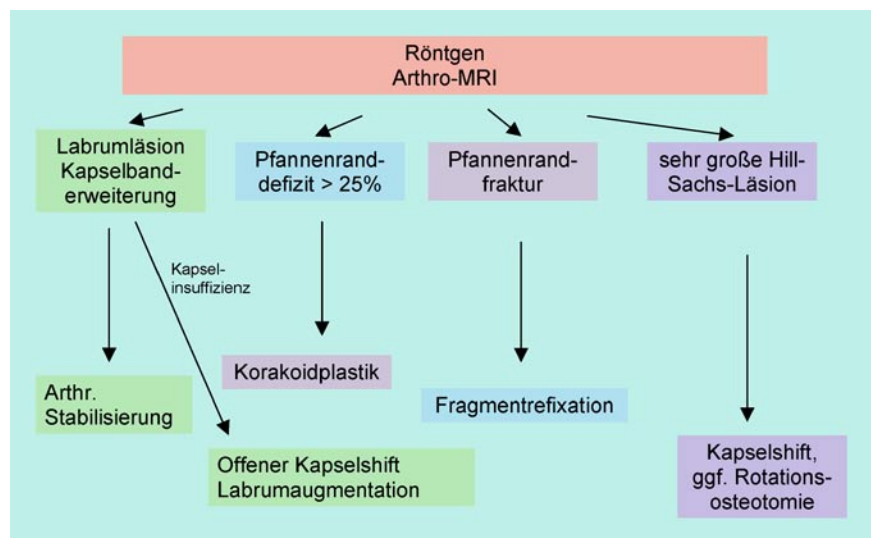 Röntgen
Arthro-MRI
Labrumläsion
Kapselband-
erweiterung
Pfannenrand-
defizit > 25%
Pfannenrand-
fraktur
sehr große Hill-
Sachs-Läsion
Kapsel-
insuffizienz
Korakoidplastik
Arthr.
Stabilisierung
Fragmentrefixation
Offener Kapselshift
Labrumaugmentation
Kapselshift,
ggf. Rotations-
osteotomie